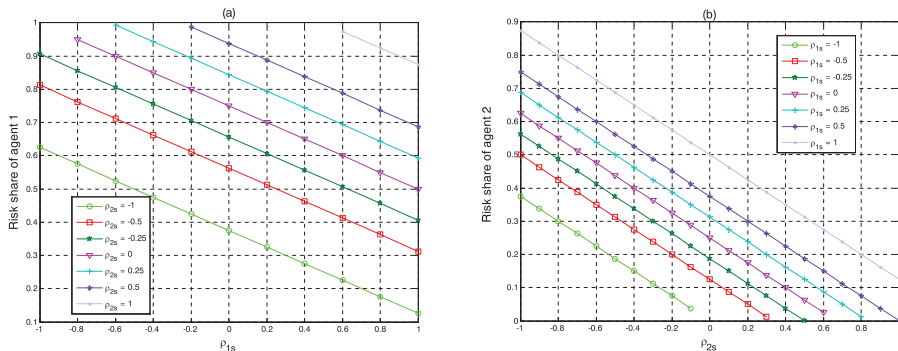 (a)
1
0.9
0.8
0.7
0.6
0.5
0.4
0.3
0.2
0.1
Risk share of agent 1
-1 -0.8 -0.6 -0.4 -0.2 0 0.2 0.4 0.6 0.8 1
ρ1s
ρ2s = -1
ρ2s = -0.5
ρ2s = -0.25
ρ2s = 0
ρ2s = 0.25
ρ2s = 0.5
ρ2s = 1
(b)
0.9
0.8
0.7
0.6
0.5
0.4
0.3
0.2
0.1
0
Risk share of agent 2
-1 -0.8 -0.6 -0.4 -0.2 0 0.2 0.4 0.6 0.8 1
ρ2s
ρ1s = -1
ρ1s = -0.5
ρ1s = -0.25
ρ1s = 0
ρ1s = 0.25
ρ1s = 0.5
ρ1s = 1